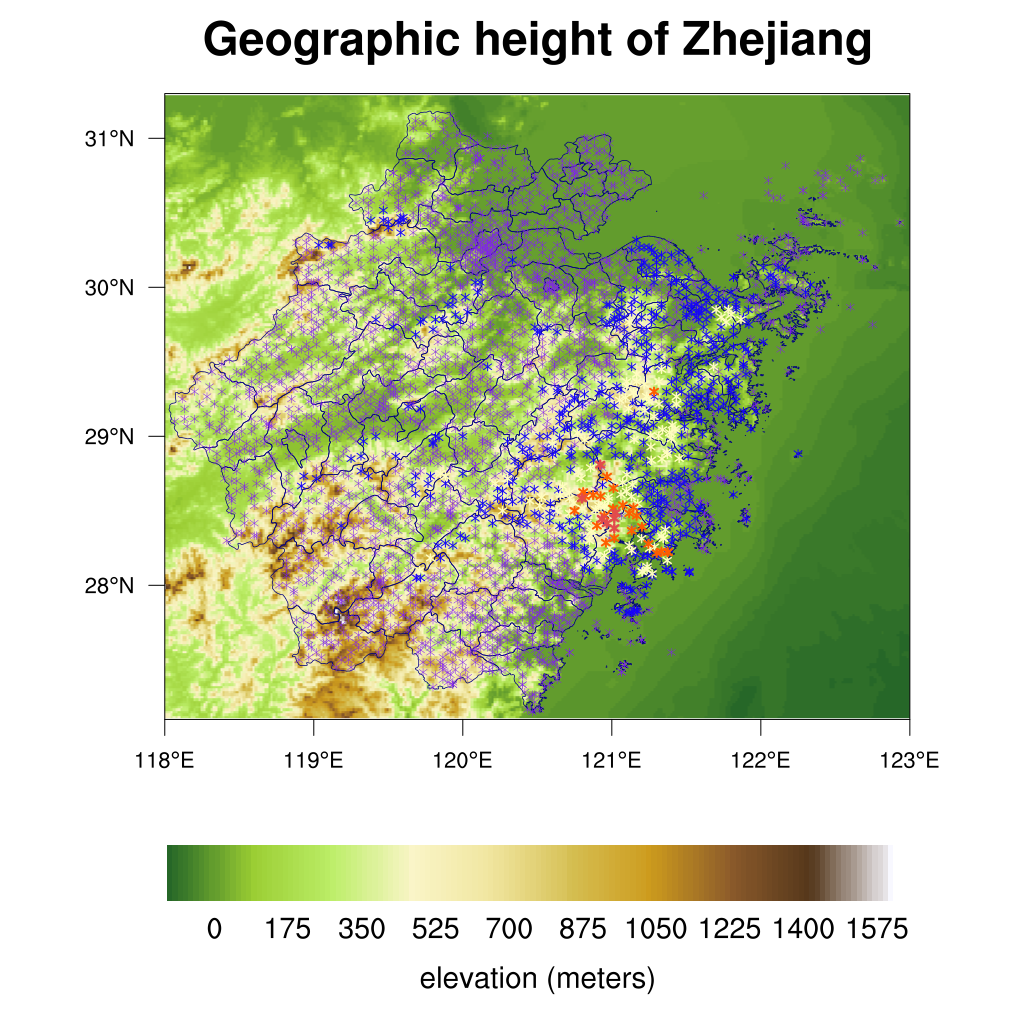 Geographic height of Zhejiang
31°N
30°N
29°N
28°N
118°E 119°E 120°E 121°E 122°E 123°E
0 175 350 525 700 875 1050 1225 1400 1575
elevation (meters)